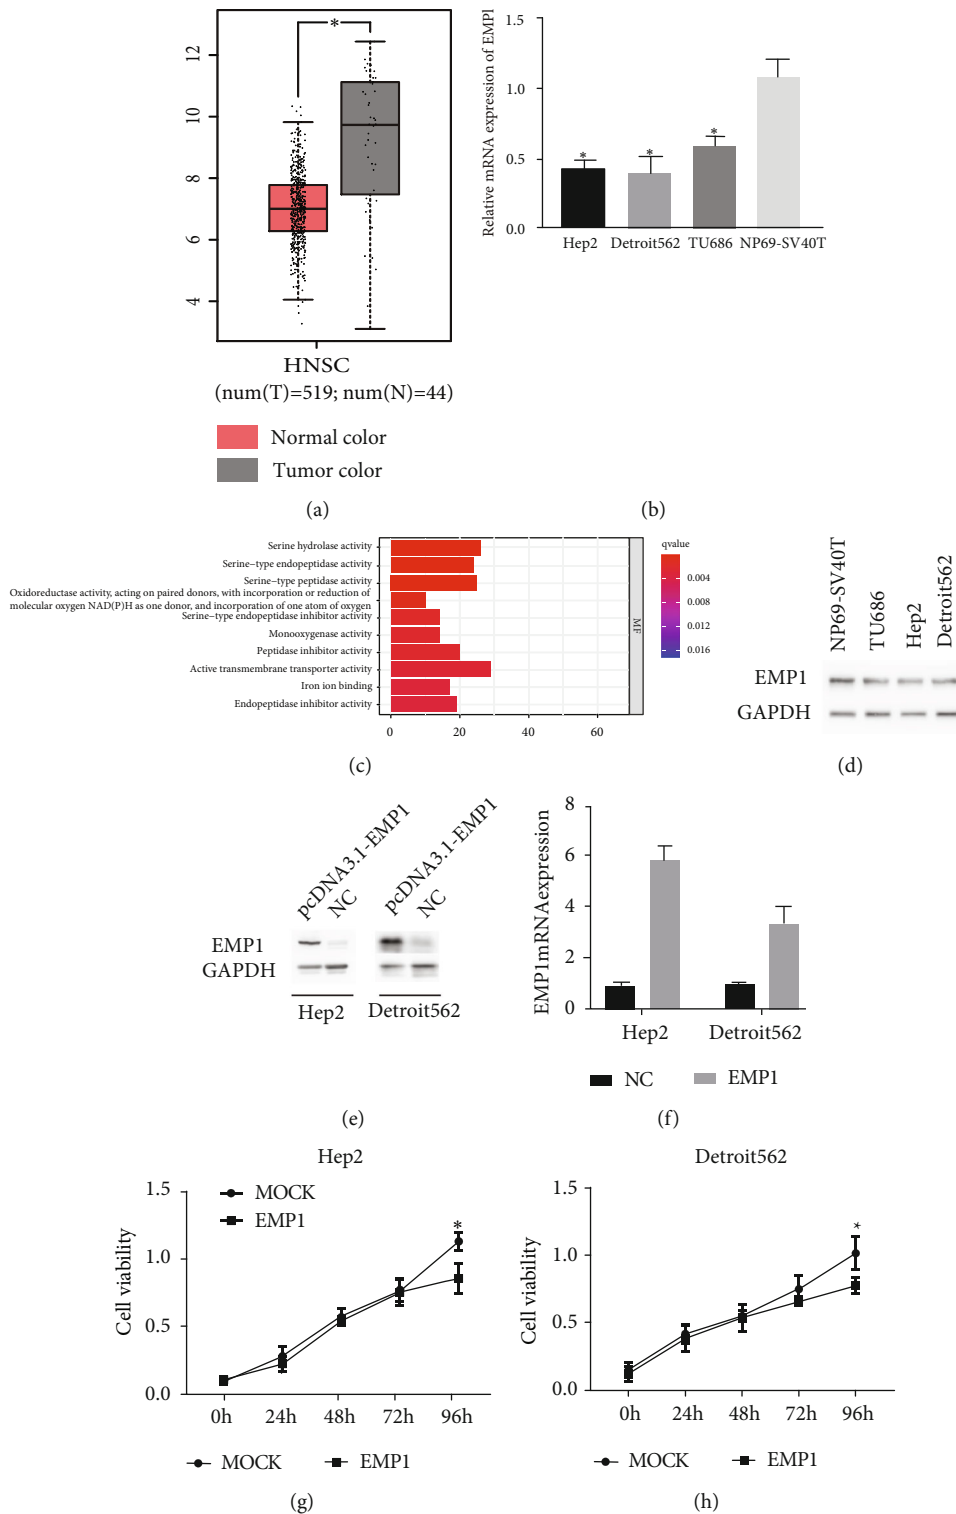 *
12
10
8
6
4
HNSC
(num(T)=519; num(N)=44)
Normal color
Tumor color
(a)
Relative mRNA expression of EMPl
1.5
1.0
0.5
0.0
*
*
*
Hep2 Detroit562 TU686 NP69-SV40T
(b)
Serine hydrolase activity
Serine−type endopeptidase activity
Serine−type peptidase activity
Oxidoreductase activity, acting on paired donors, with incorporation or reduction of
molecular oxygen NAD(P)H as one donor, and incorporation of one atom of oxygen
Serine−type endopeptidase inhibitor activity
Monooxygenase activity
Peptidase inhibitor activity
Active transmembrane transporter activity
Iron ion binding
Endopeptidase inhibitor activity
0 20 40 60
MF
qvalue
0.004
0.008
0.012
0.016
(c)
NP69-SV40T
TU686
Hep2
Detroit562
EMP1
GAPDH
(d)
pcDNA3.1-EMP1
NC
pcDNA3.1-EMP1
NC
EMP1
GAPDH
Hep2 Detroit562
(e)
EMP1mRNAexpression
8
6
4
2
0
Hep2 Detroit562
NC EMP1
(f)
Hep2
Cell viability
1.5
1.0
0.5
0.0
MOCK
EMP1
*
0h 24h 48h 72h 96h
MOCK EMP1
(g)
Detroit562
Cell viability
1.5
1.0
0.5
0.0
*
0h 24h 48h 72h 96h
MOCK EMP1
(h)